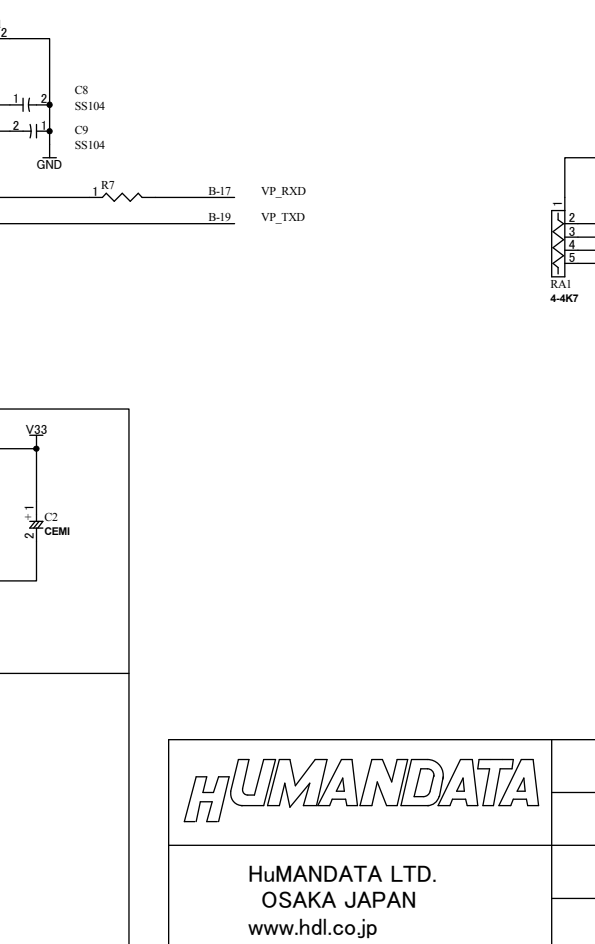 2
C8
1 2
SS104
C9
2 1
SS104
GND
R7
1
B-17 VP_RXD
B-19 VP_TXD
1
2
3
4
5
RA1
4-4K7
V33
+ 1
C2
2
CEMI
HUMANDATA
HuMANDATA LTD.
OSAKA JAPAN
www.hdl.co.jp